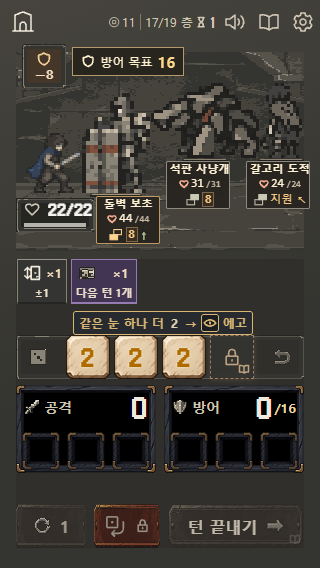 11 17/19 층 1
-8
방어 목표 16
석판 사냥개
31/31
8
갈고리 도적
24/24
지원 ↖
22/22
돌벽 보초
44/44
8 ↑
×1
±1
×1
다음 턴 1개
같은 눈 하나 더 2 → 예고
2 2 2
공격 0
방어 0/16
1
턴 끝내기 →